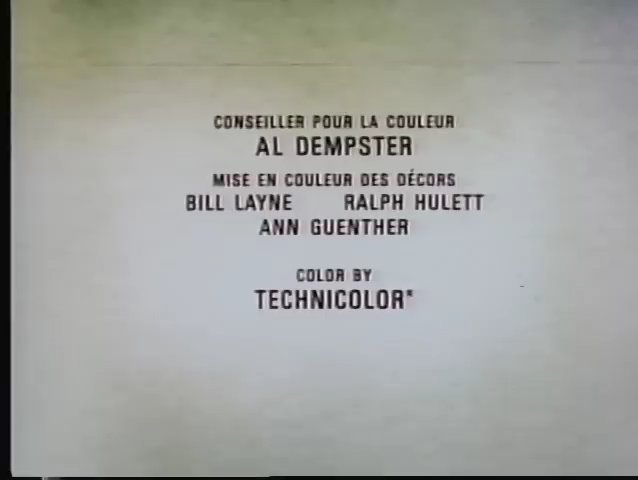 CONSEILLER POUR LA COULEUR
AL DEMPSTER
MISE EN COULEUR DES DÉCORS
BILL LAYNE RALPH HULETT
ANN GUENTHER
COLOR BY
TECHNICOLOR®